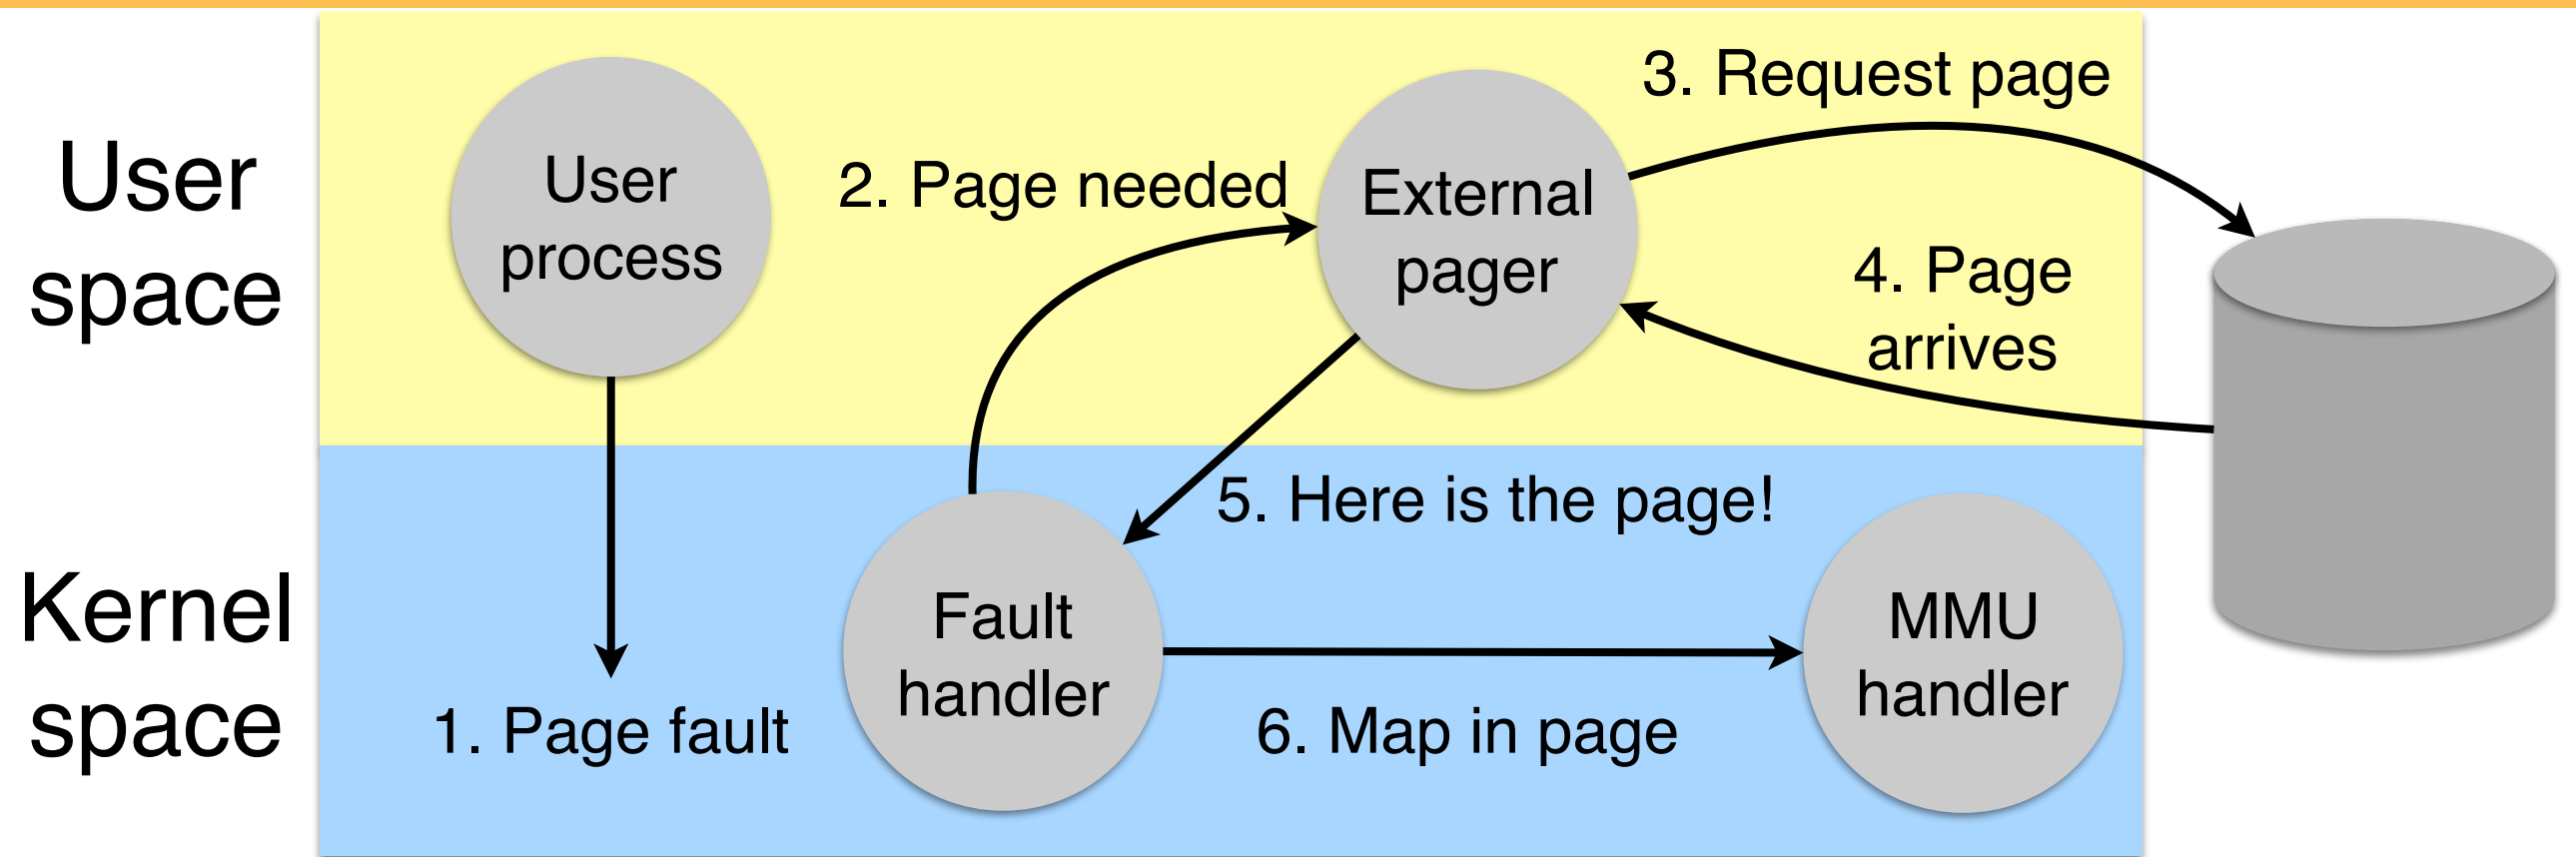 User
space
User
process
2. Page needed
External
pager
3. Request page
4. Page
arrives
Kernel
space
1. Page fault
Fault
handler
5. Here is the page!
6. Map in page
MMU
handler